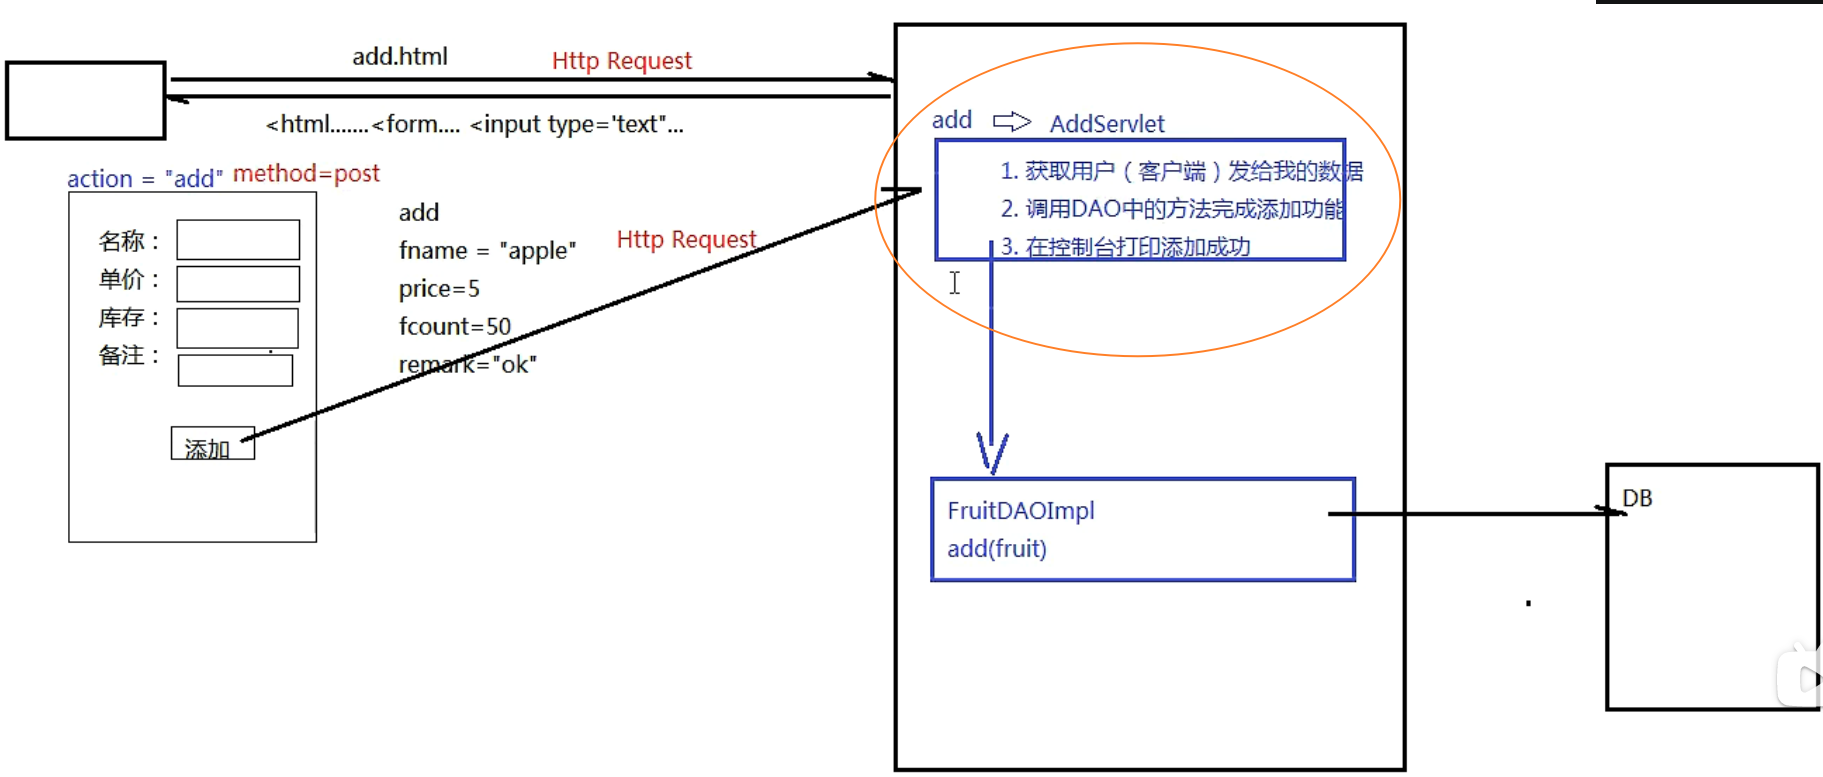 add.html
Http Request
<html.......<form.... <input type='text"...
action = "add"
method=post
名称：
单价：
库存：
备注：
添加
add
fname = "apple"
price=5
fcount=50
remark="ok"
Http Request
add
AddServlet
1. 获取用户（客户端）发给我的数据
2. 调用DAO中的方法完成添加功能
3. 在控制台打印添加成功
FruitDAOImpl
add(fruit)
DB